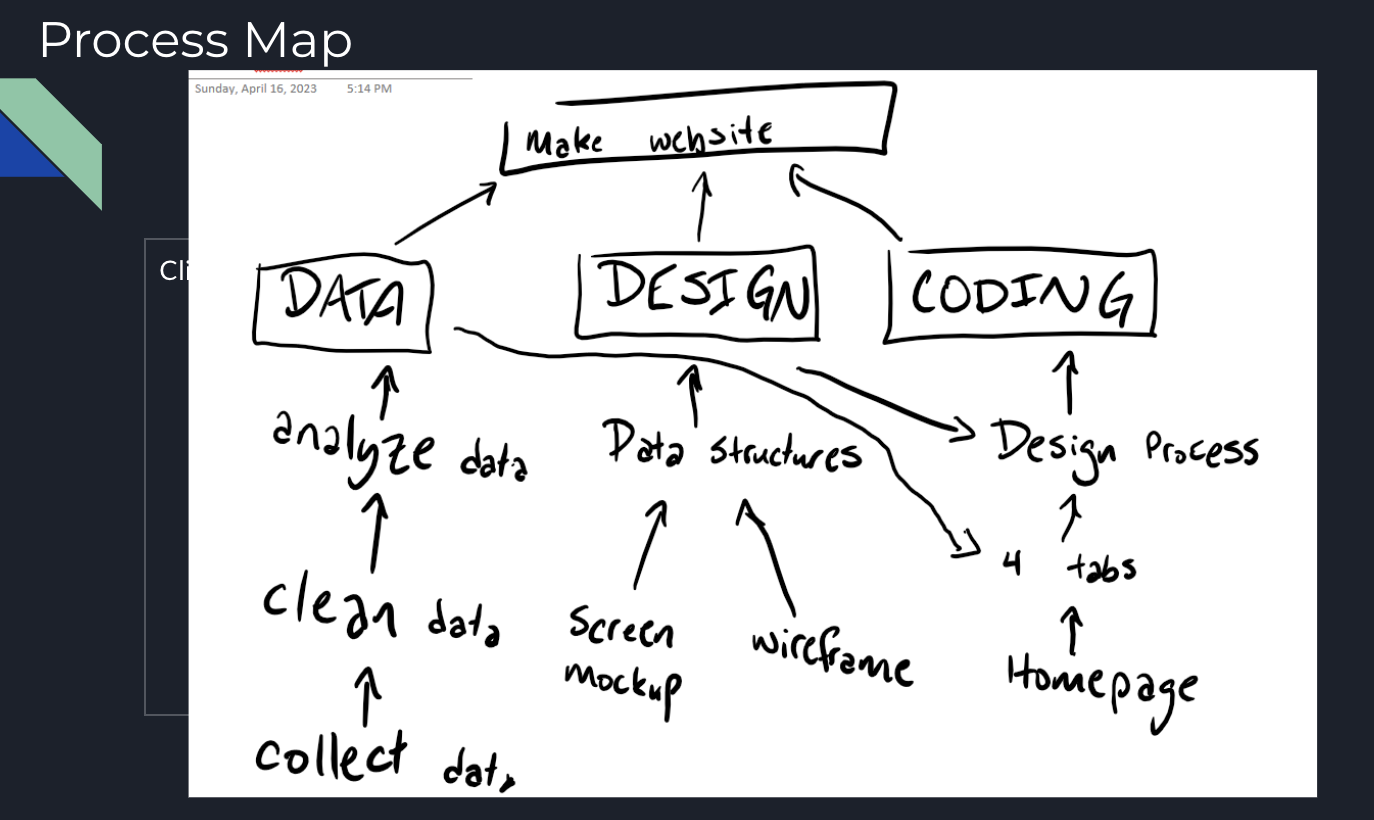 Process Map
Sunday, April 16, 2023 5:14 PM
Make website
Cli
DATA
DESIGN
CODING
analyze data
Data structures
Design Process
4 tabs
clean data
Screen
mockup
wireframe
Homepage
collect data